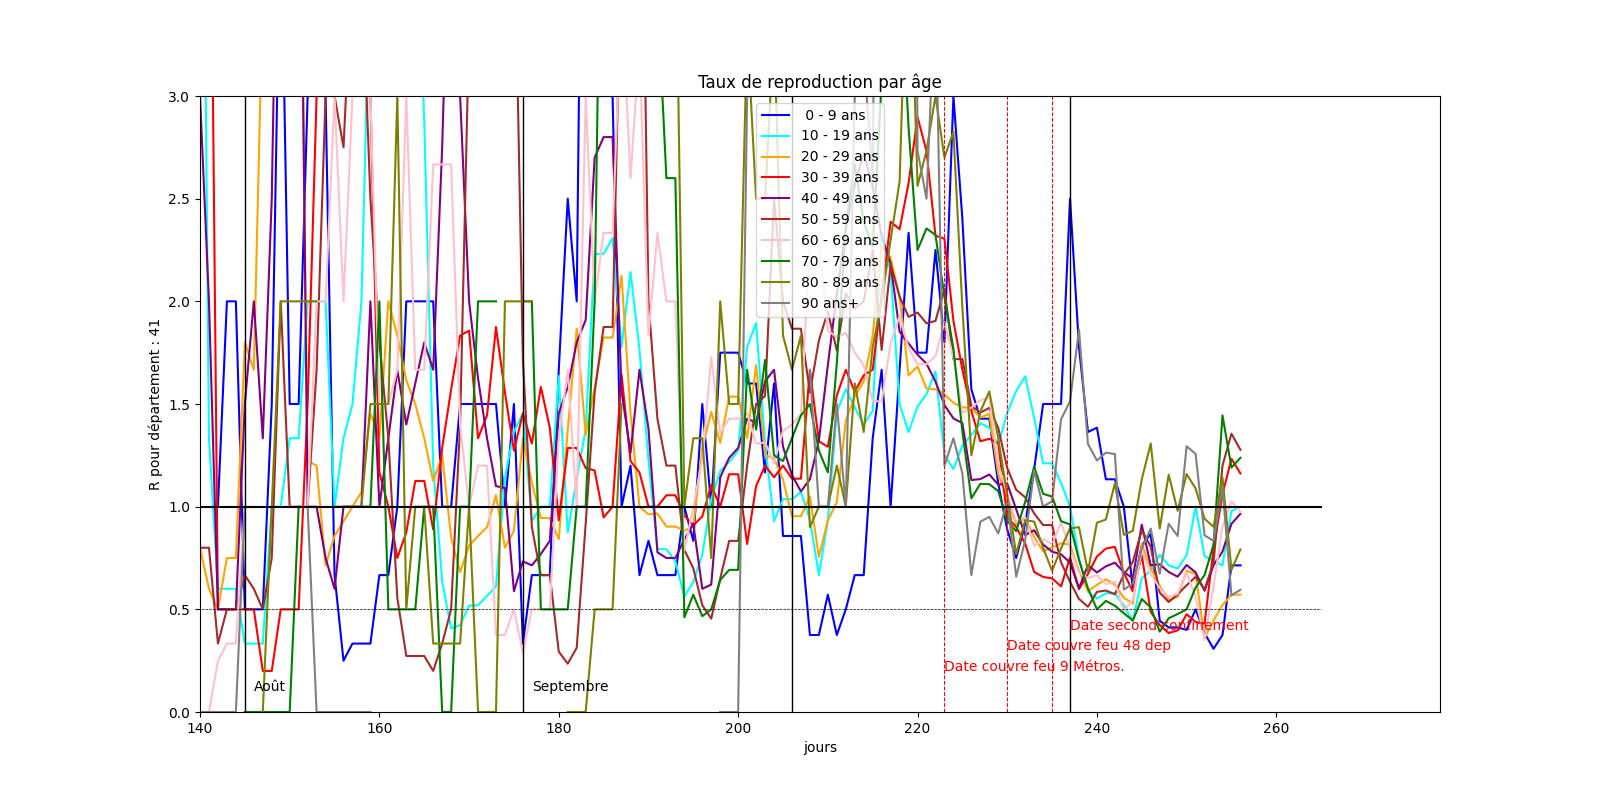 Taux de reproduction par âge
R pour département : 41
3.0
2.5
2.0
1.5
1.0
0.5
0.0
0 - 9 ans
10 - 19 ans
20 - 29 ans
30 - 39 ans
40 - 49 ans
50 - 59 ans
60 - 69 ans
70 - 79 ans
80 - 89 ans
90 ans+
Date second confinement
Date couvre feu 48 dep
Date couvre feu 9 Métros.
Août
Septembre
140 160 180 200 220 240 260
jours